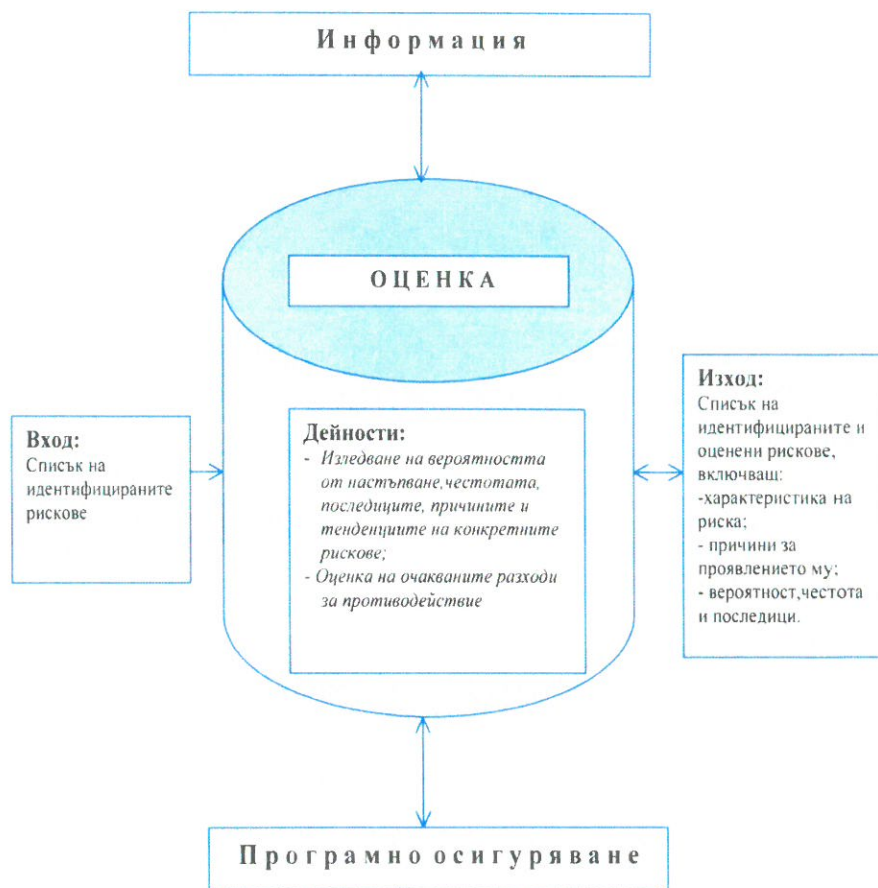 Информация
ОЦЕНКА
Вход:
Списък на
идентифицираните
рискове
Дейности:
- Изледване на вероятността
от настъпване,честотата,
последиците, причините и
тенденциите на конкретните
рискове;
- Оценка на очакваните разходи
за противодействие
Изход:
Списък на
идентифицираните и
оценени рискове,
включващ:
-характеристика на
риска;
- причини за
проявлението му;
- вероятност,честота
и последици.
Програмно осигуряване